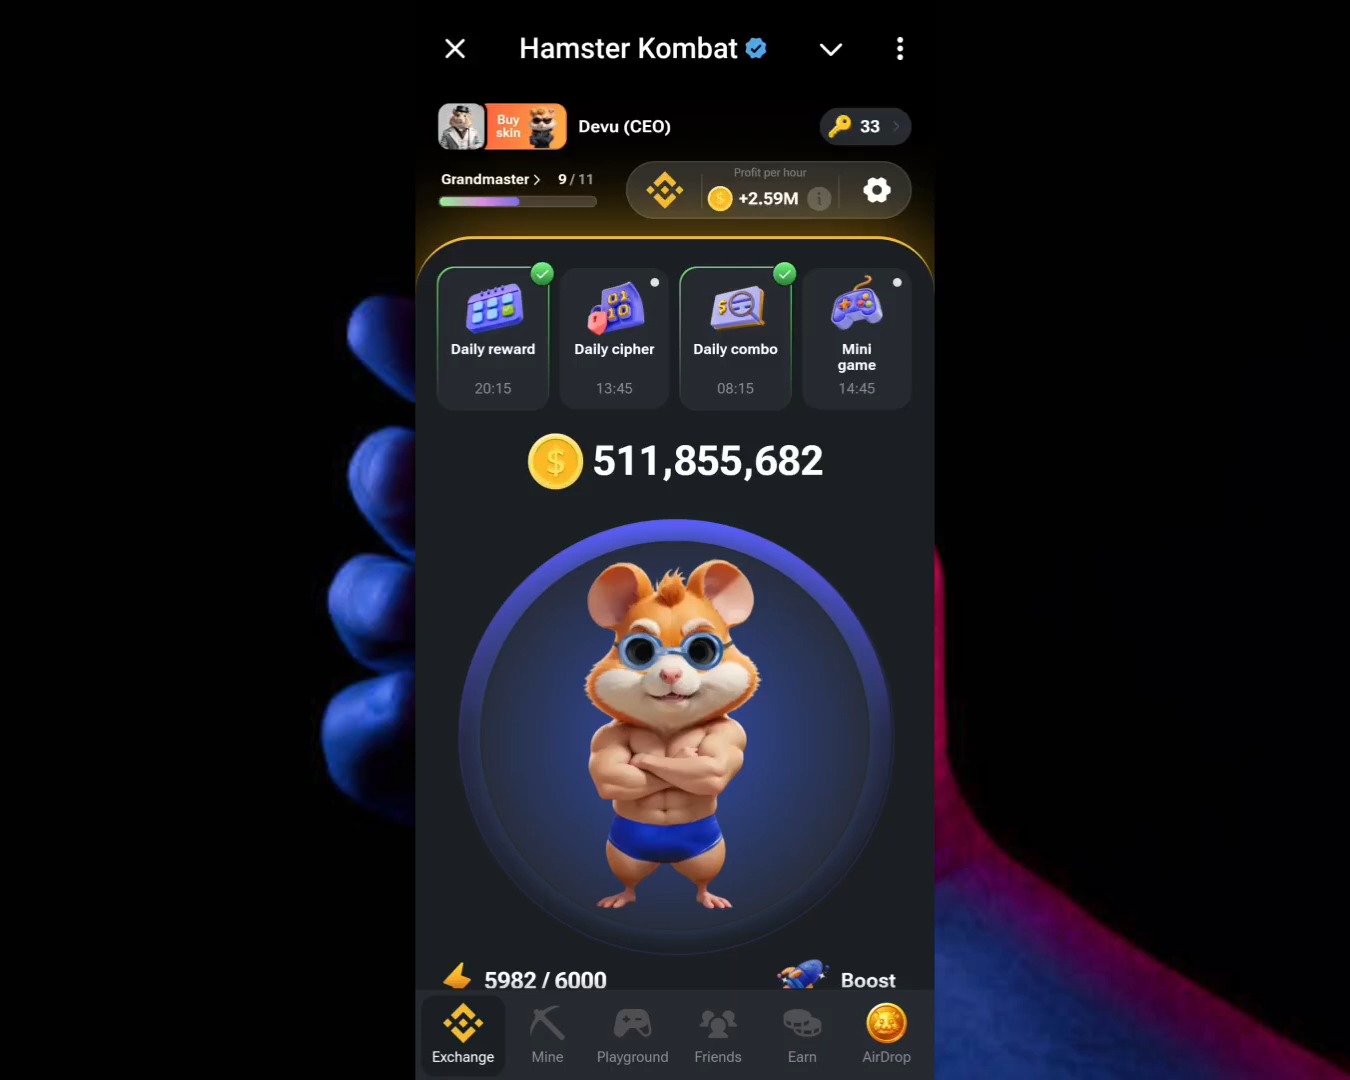 Hamster Kombat
Buy
skin
Devu (CEO)
33
Grandmaster
9 / 11
Profit per hour
$ +2.59M
Daily reward
20:15
01
10
Daily cipher
13:45
$
Daily combo
08:15
Mini
game
14:45
$ 511,855,682
5982 / 6000
Boost
Exchange
Mine
Playground
Friends
Earn
AirDrop